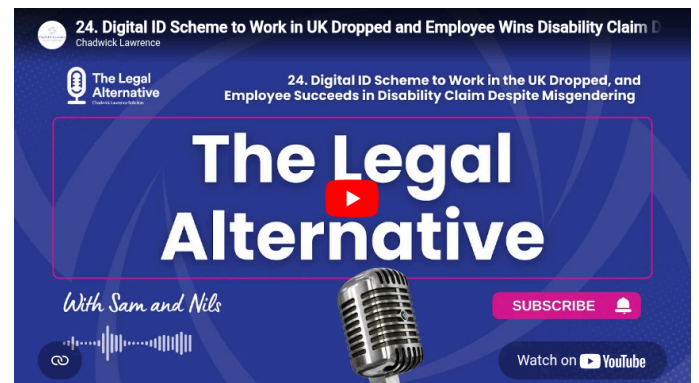 24. Digital ID Scheme to Work in UK Dropped and Employee Wins Disability Claim D
Chadwick Lawrence
The Legal
Alternative
Chadwick Lawrence Solicitors
24. Digital ID Scheme to Work in the UK Dropped, and
Employee Succeeds in Disability Claim Despite Misgendering
The Legal
Alternative
With Sam and Nils
SUBSCRIBE
Watch on YouTube